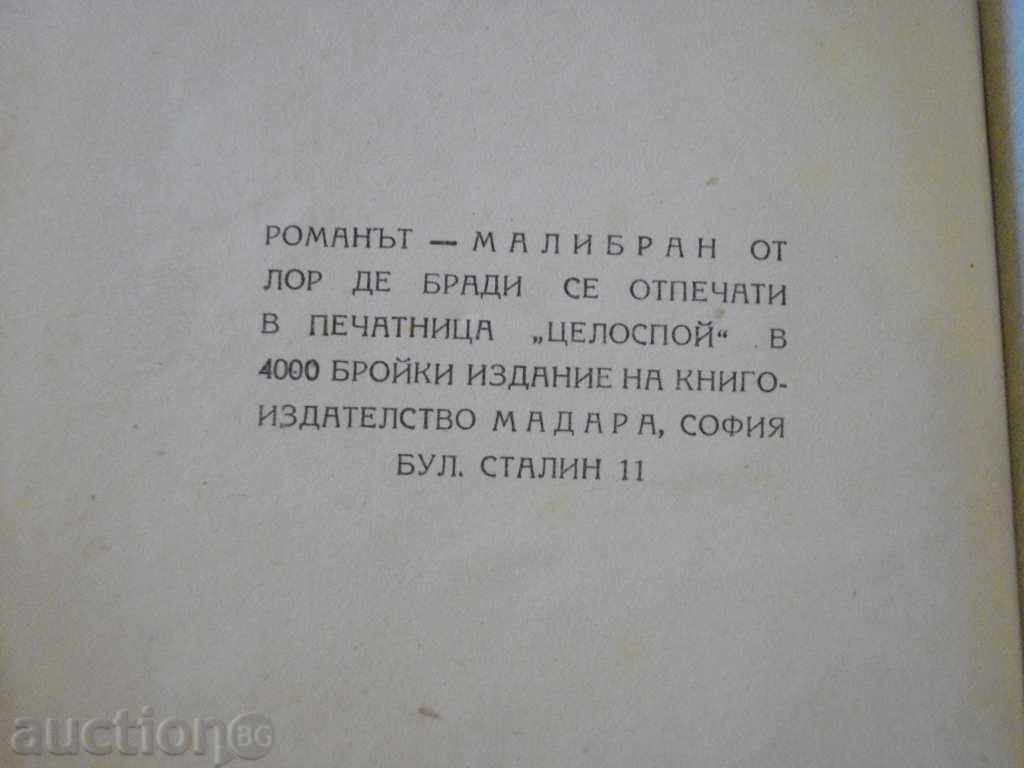 РОМАНЪТ — МАЛИБРАН ОТ
ЛОР ДЕ БРАДИ СЕ ОТПЕЧАТИ
В ПЕЧАТНИЦА „ЦЕЛОСПОЙ“ В
4000 БРОЙКИ ИЗДАНИЕ НА КНИГО-
ИЗДАТЕЛСТВО МАДАРА, СОФИЯ
БУЛ. СТАЛИН 11
auction BG